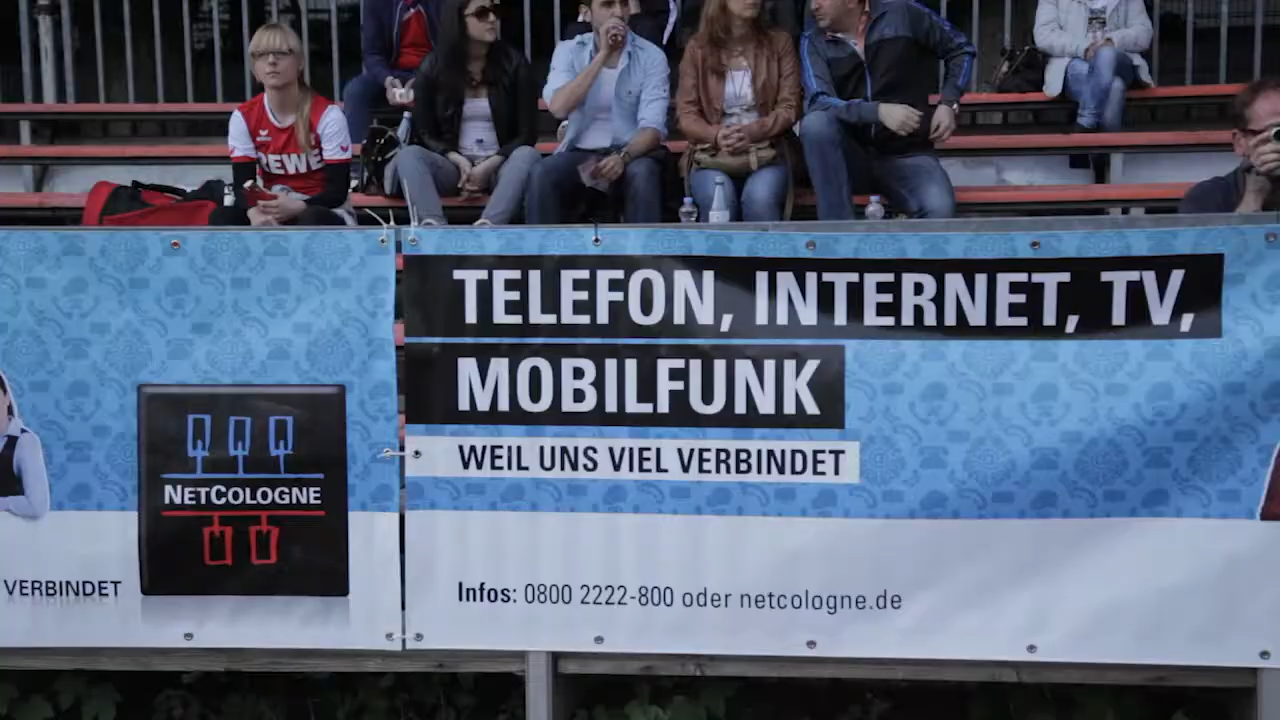 REWE
TELEFON, INTERNET, TV,
MOBILFUNK
WEIL UNS VIEL VERBINDET
NETCOLOGNE
VERBINDET
Infos: 0800 2222-800 oder netcologne.de